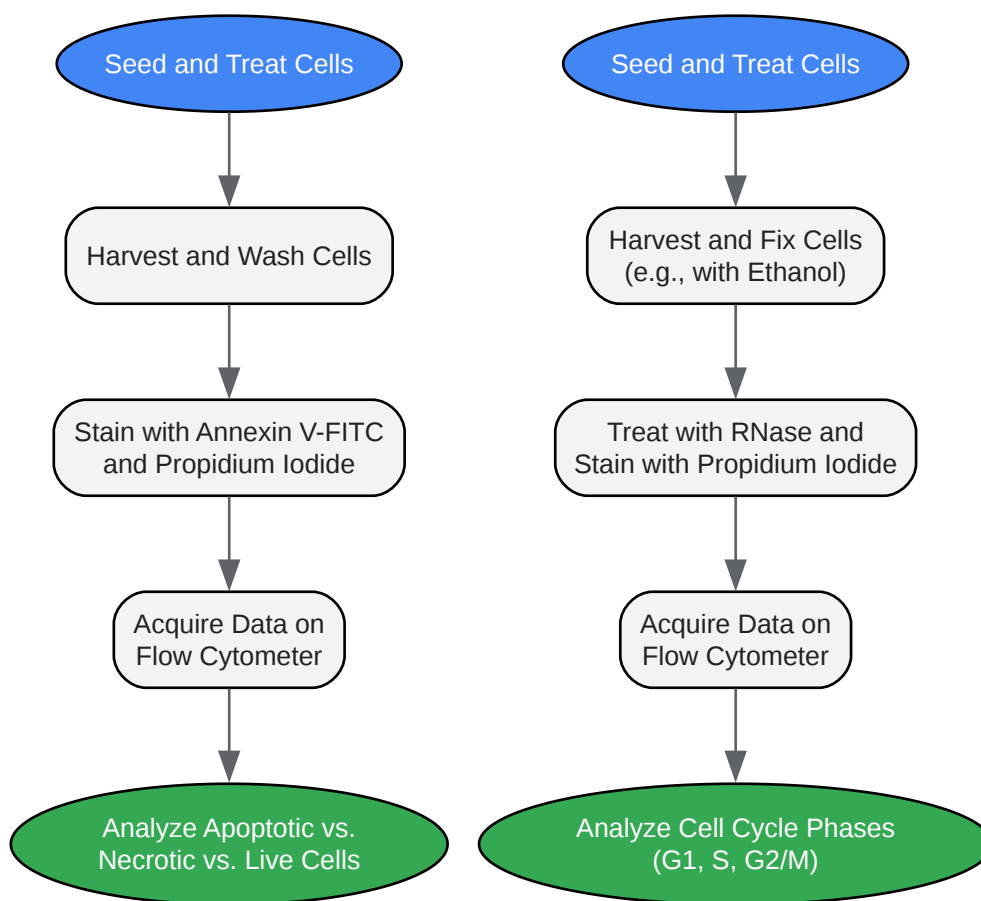 Seed and Treat Cells
Harvest and Wash Cells
Stain with Annexin V-FITC
and Propidium Iodide
Acquire Data on
Flow Cytometer
Analyze Apoptotic vs.
Necrotic vs. Live Cells
Seed and Treat Cells
Harvest and Fix Cells
(e.g., with Ethanol)
Treat with RNase and
Stain with Propidium Iodide
Acquire Data on
Flow Cytometer
Analyze Cell Cycle Phases
(G1, S, G2/M)